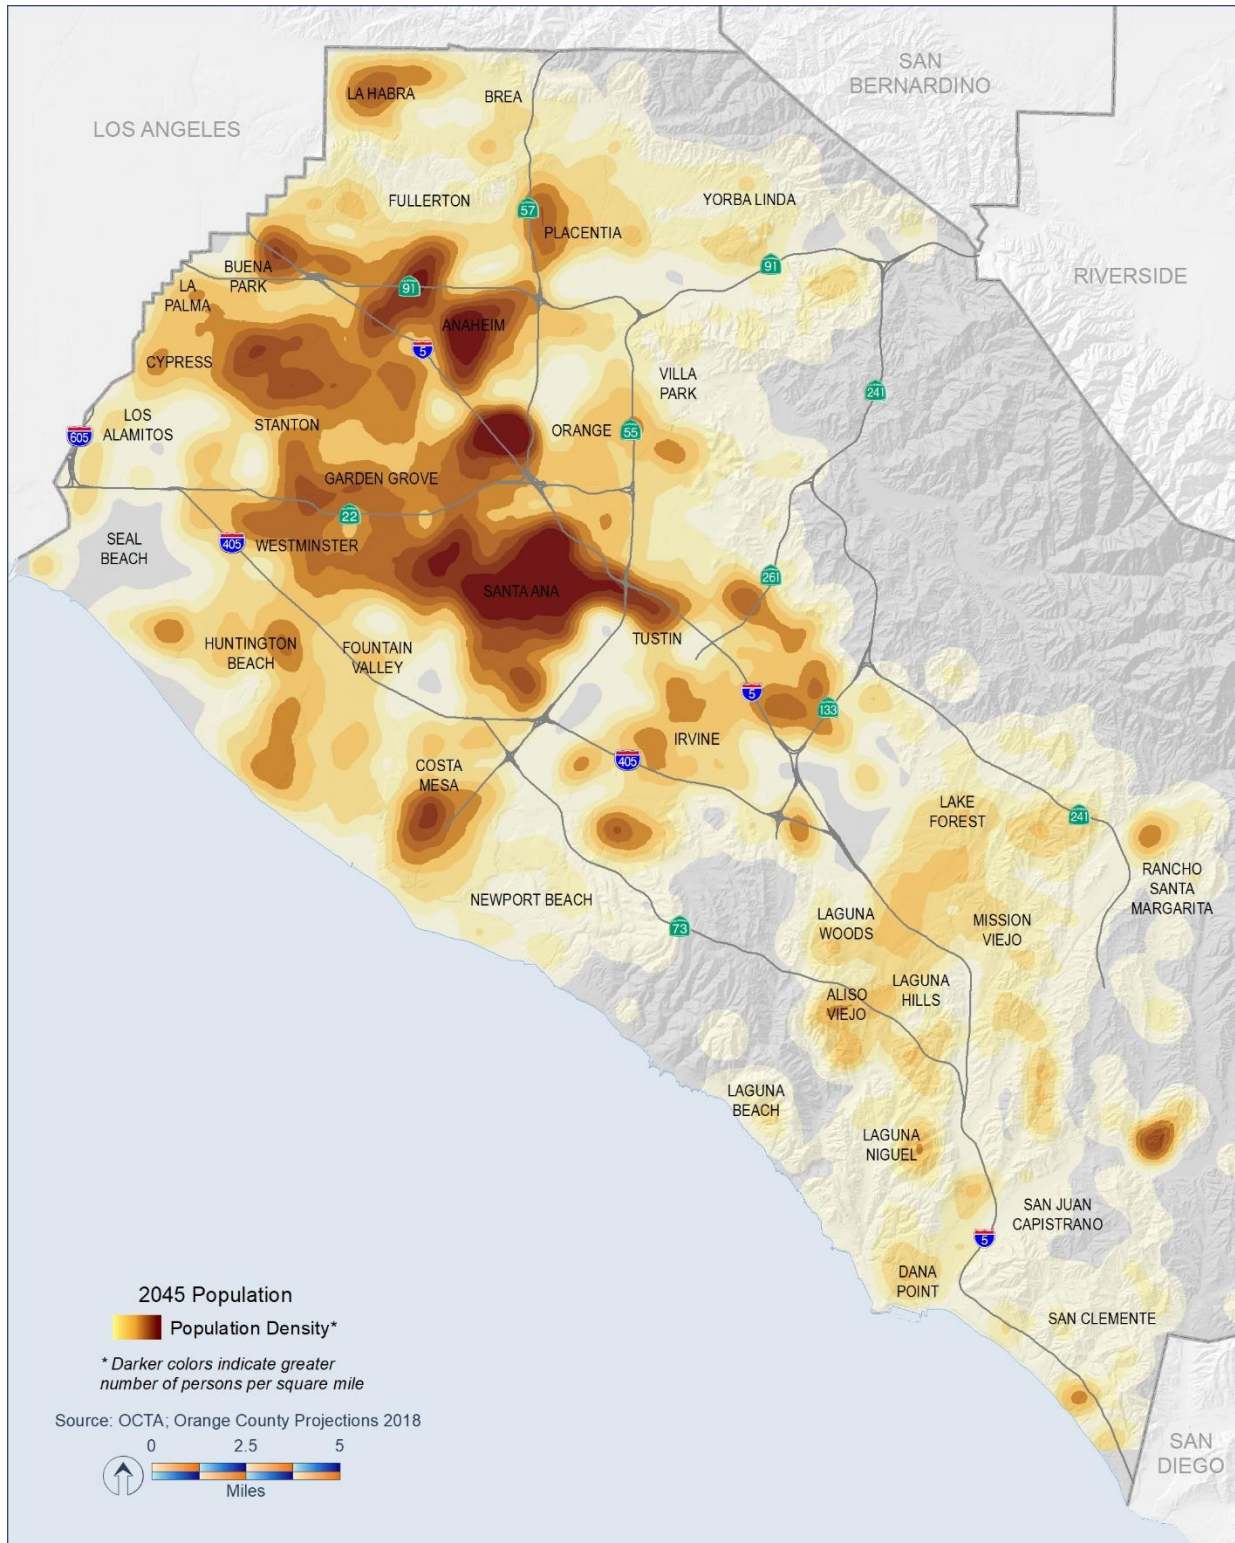 SAN
BERNARDINO
LOS ANGELES
LA HABRA
BREA
FULLERTON
57
PLACENTIA
YORBA LINDA
BUENA
PARK
91
91
RIVERSIDE
LA
PALMA
ANAHEIM
5
CYPRESS
VILLA
PARK
241
LOS
ALAMITOS
605
STANTON
ORANGE
55
GARDEN GROVE
22
SEAL
BEACH
405
WESTMINSTER
SANTA ANA
261
TUSTIN
HUNTINGTON
BEACH
FOUNTAIN
VALLEY
5
133
IRVINE
405
COSTA
MESA
LAKE
FOREST
241
RANCHO
SANTA
MARGARITA
NEWPORT BEACH
73
LAGUNA
WOODS
MISSION
VIEJO
LAGUNA
HILLS
ALISO
VIEJO
LAGUNA
BEACH
LAGUNA
NIGUEL
SAN JUAN
CAPISTRANO
5
DANA
POINT
SAN CLEMENTE
SAN
DIEGO
2045 Population
Population Density*
* Darker colors indicate greater
number of persons per square mile
Source: OCTA; Orange County Projections 2018
0 2.5 5
Miles